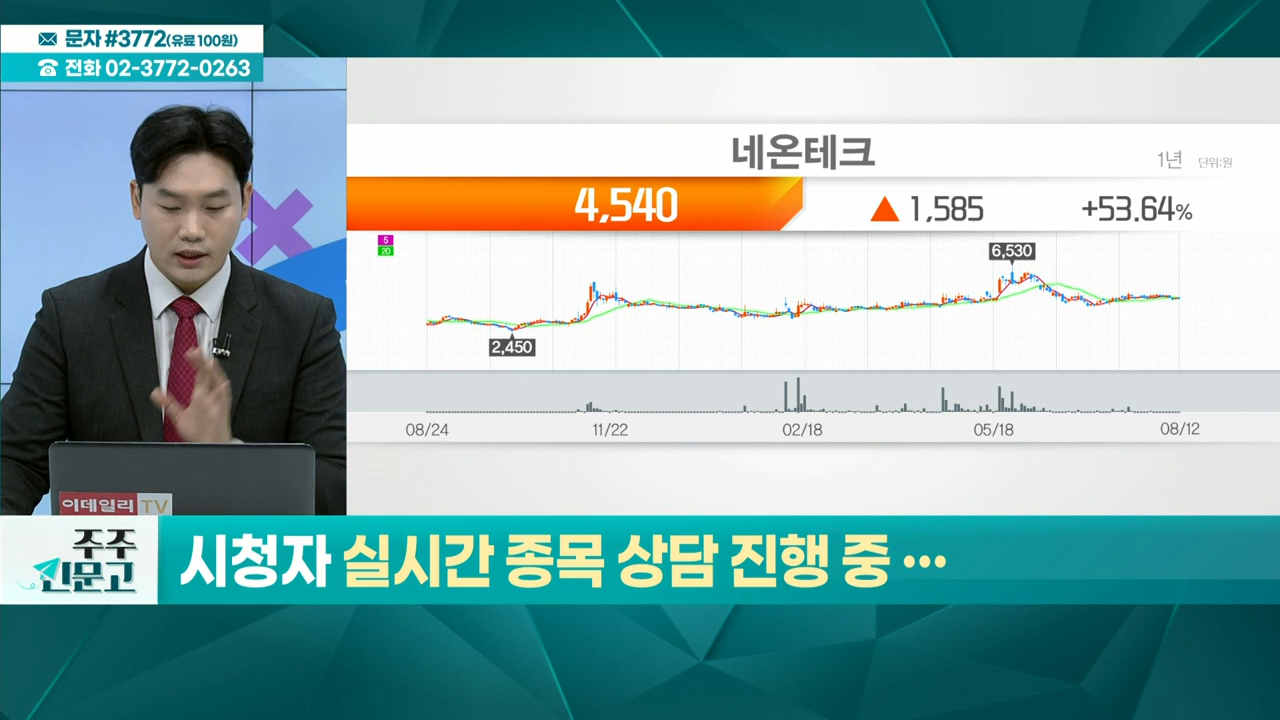 문자 #3772(유료 100원)
전화 02-3772-0263
네온테크
1년 단위:원
4,540 ▲ 1,585 +53.64%
5
20
6,530
2,450
08/24 11/22 02/18 05/18 08/12
이데일리 TV
주주
신문고
시청자 실시간 종목 상담 진행 중 …